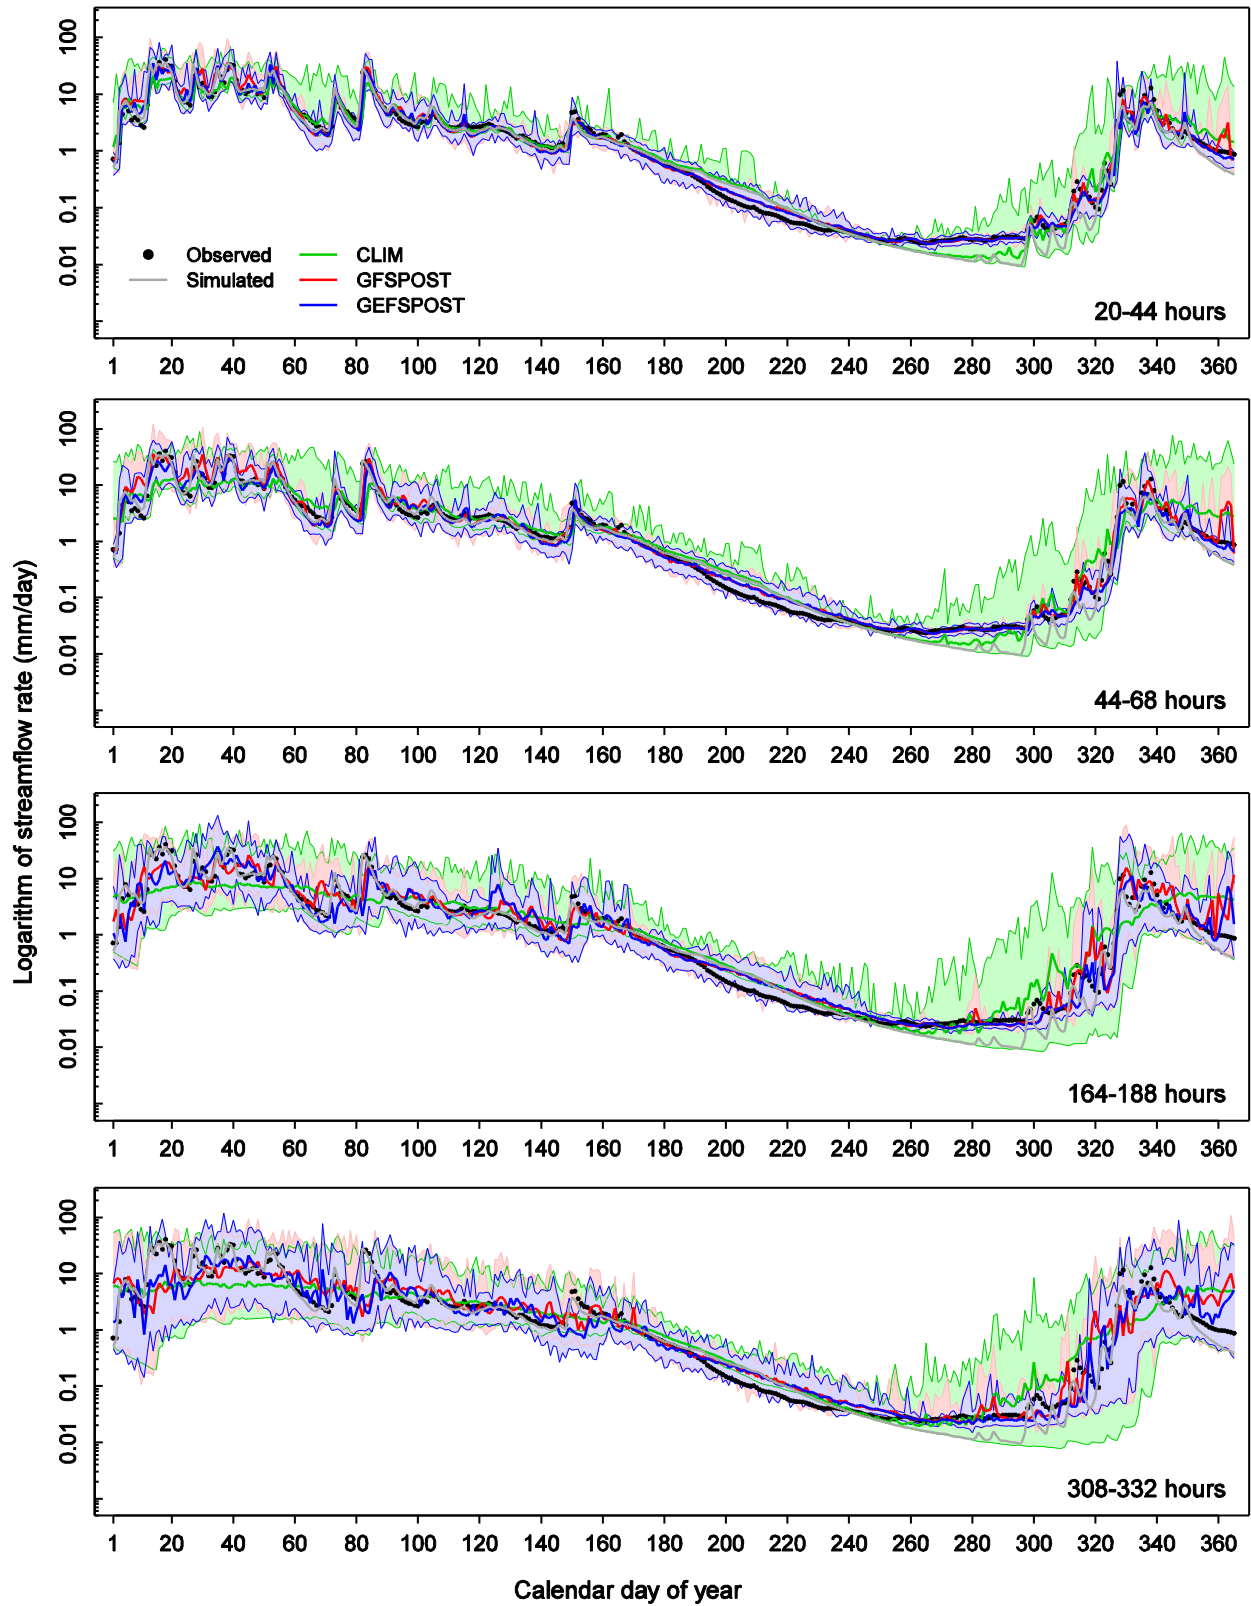 Logarithm of streamflow rate (mm/day)
100
10
1
0.1
0.01
Observed
Simulated
CLIM
GFSPOST
GEFSPOST
20-44 hours
1 20 40 60 80 100 120 140 160 180 200 220 240 260 280 300 320 340 360
100
10
1
0.1
0.01
44-68 hours
1 20 40 60 80 100 120 140 160 180 200 220 240 260 280 300 320 340 360
100
10
1
0.1
0.01
164-188 hours
1 20 40 60 80 100 120 140 160 180 200 220 240 260 280 300 320 340 360
100
10
1
0.1
0.01
308-332 hours
1 20 40 60 80 100 120 140 160 180 200 220 240 260 280 300 320 340 360
Calendar day of year